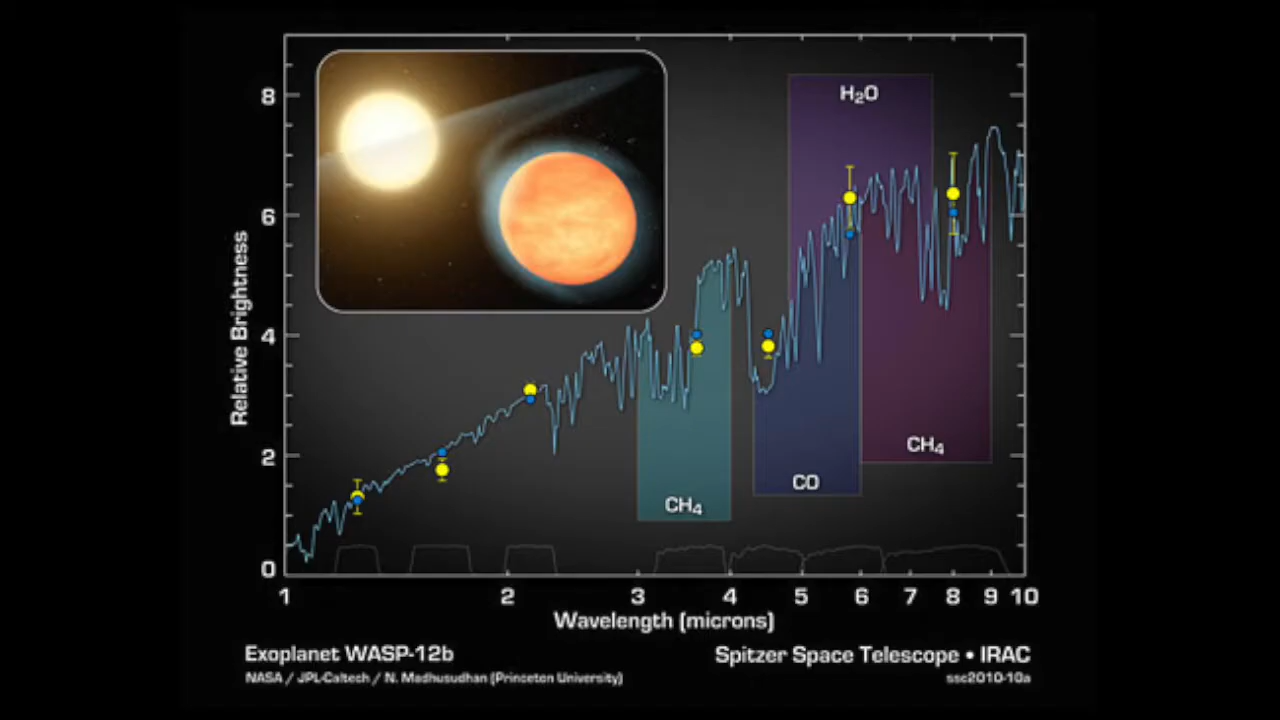 H₂O
8
6
4
2
0
Relative Brightness
CH₄
CO
CH₄
1 2 3 4 5 6 7 8 9 10
Wavelength (microns)
Exoplanet WASP-12b
NASA / JPL-Caltech / N. Madhusudhan (Princeton University)
Spitzer Space Telescope • IRAC
ssc2010-10a